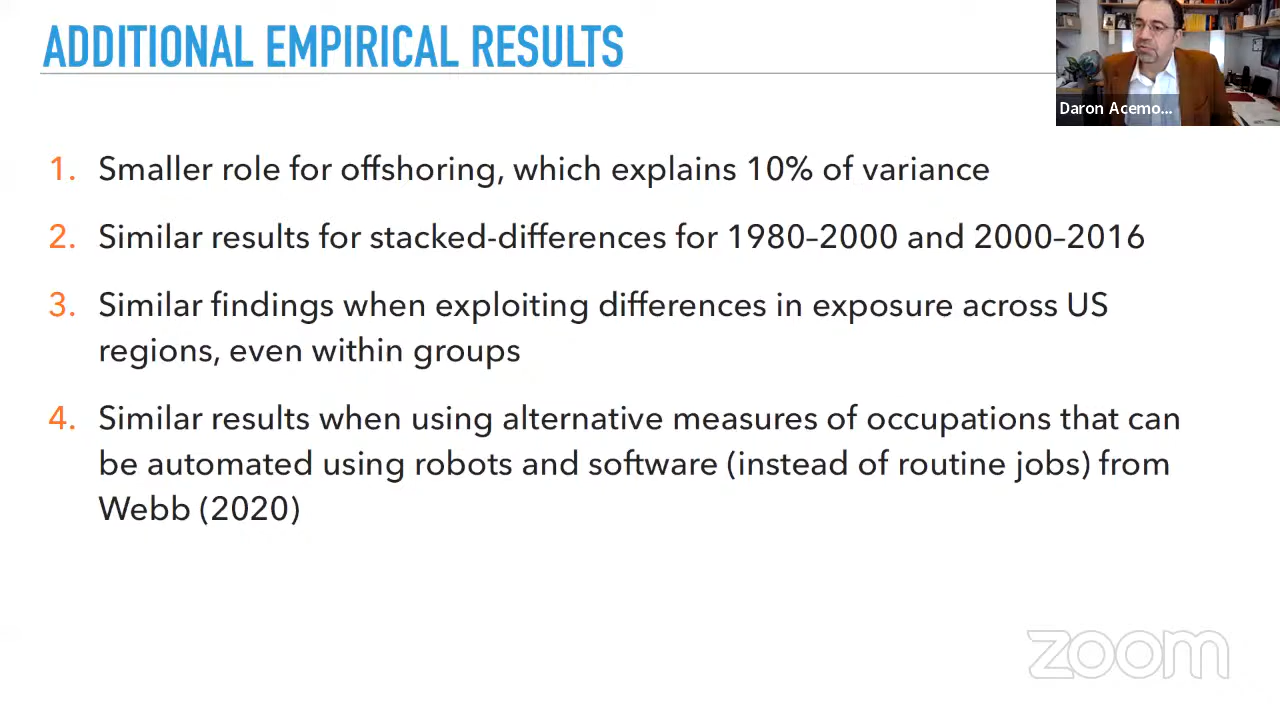 ADDITIONAL EMPIRICAL RESULTS
Daron Acemo...
1. Smaller role for offshoring, which explains 10% of variance
2. Similar results for stacked-differences for 1980–2000 and 2000–2016
3. Similar findings when exploiting differences in exposure across US
regions, even within groups
4. Similar results when using alternative measures of occupations that can
be automated using robots and software (instead of routine jobs) from
Webb (2020)
zoom